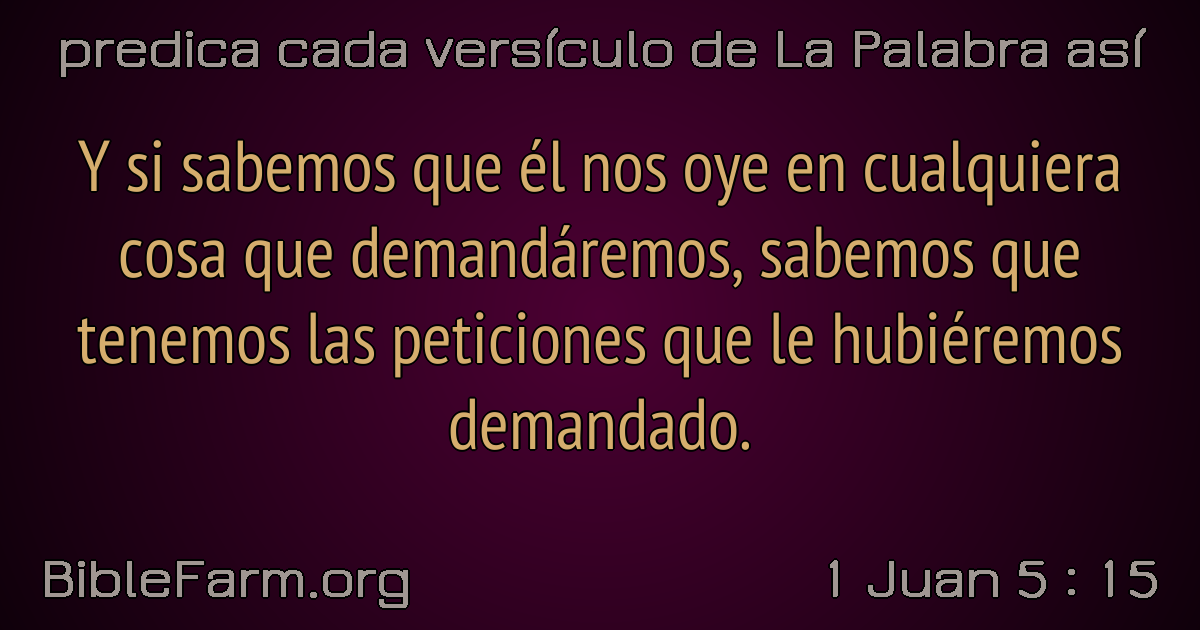 predica cada versículo de La Palabra así
Y si sabemos que él nos oye en cualquiera
cosa que demandáremos, sabemos que
tenemos las peticiones que le hubiéremos
demandado.
BibleFarm.org
1 Juan 5 : 15